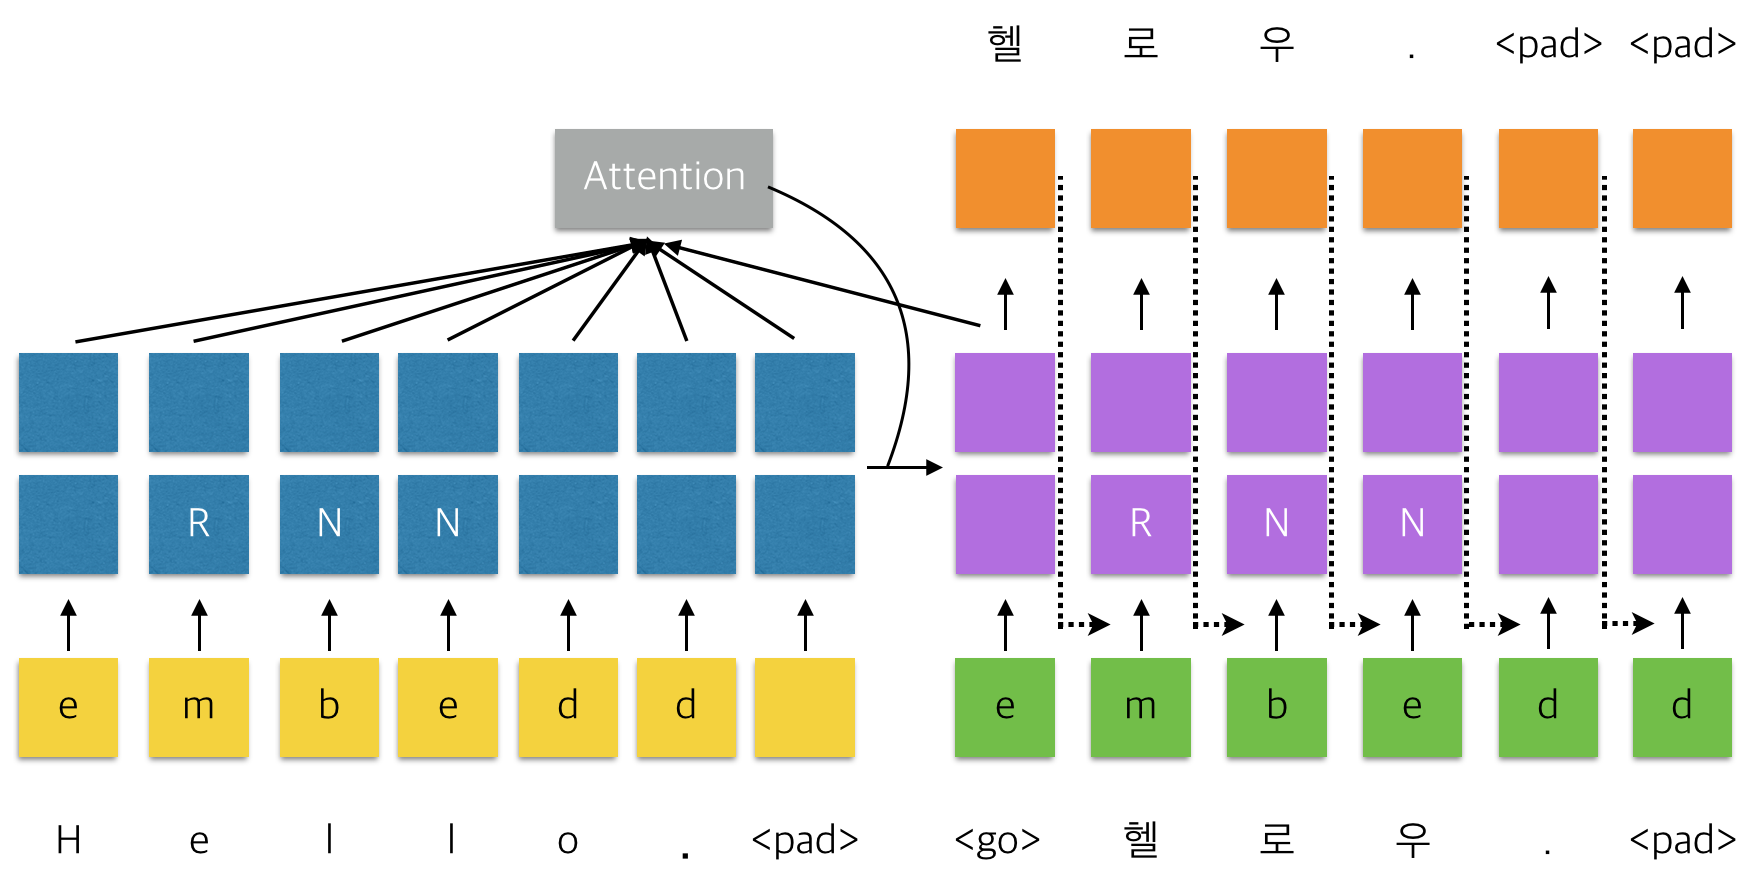 헬 로 우 . <pad> <pad>
Attention
R N N
R N N
e m b e d d
e m b e d d
H e l l o . <pad>
<go> 헬 로 우 . <pad>